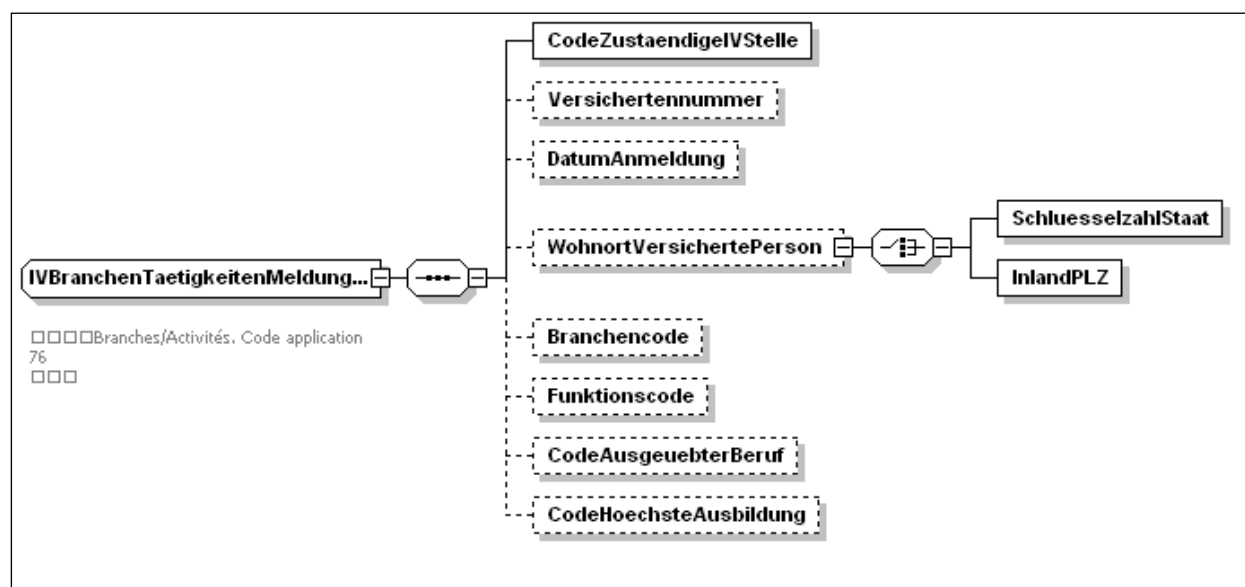 CodeZustaendigeIVStelle
Versichertennummer
DatumAnmeldung
SchluesselzahlStaat
WohnortVersichertePerson
IVBranchenTaetigkeitenMeldung...
InlandPLZ
Branches/Activités. Code application
76
Branchencode
Funktionscode
CodeAusgeuebterBeruf
CodeHoechsteAusbildung